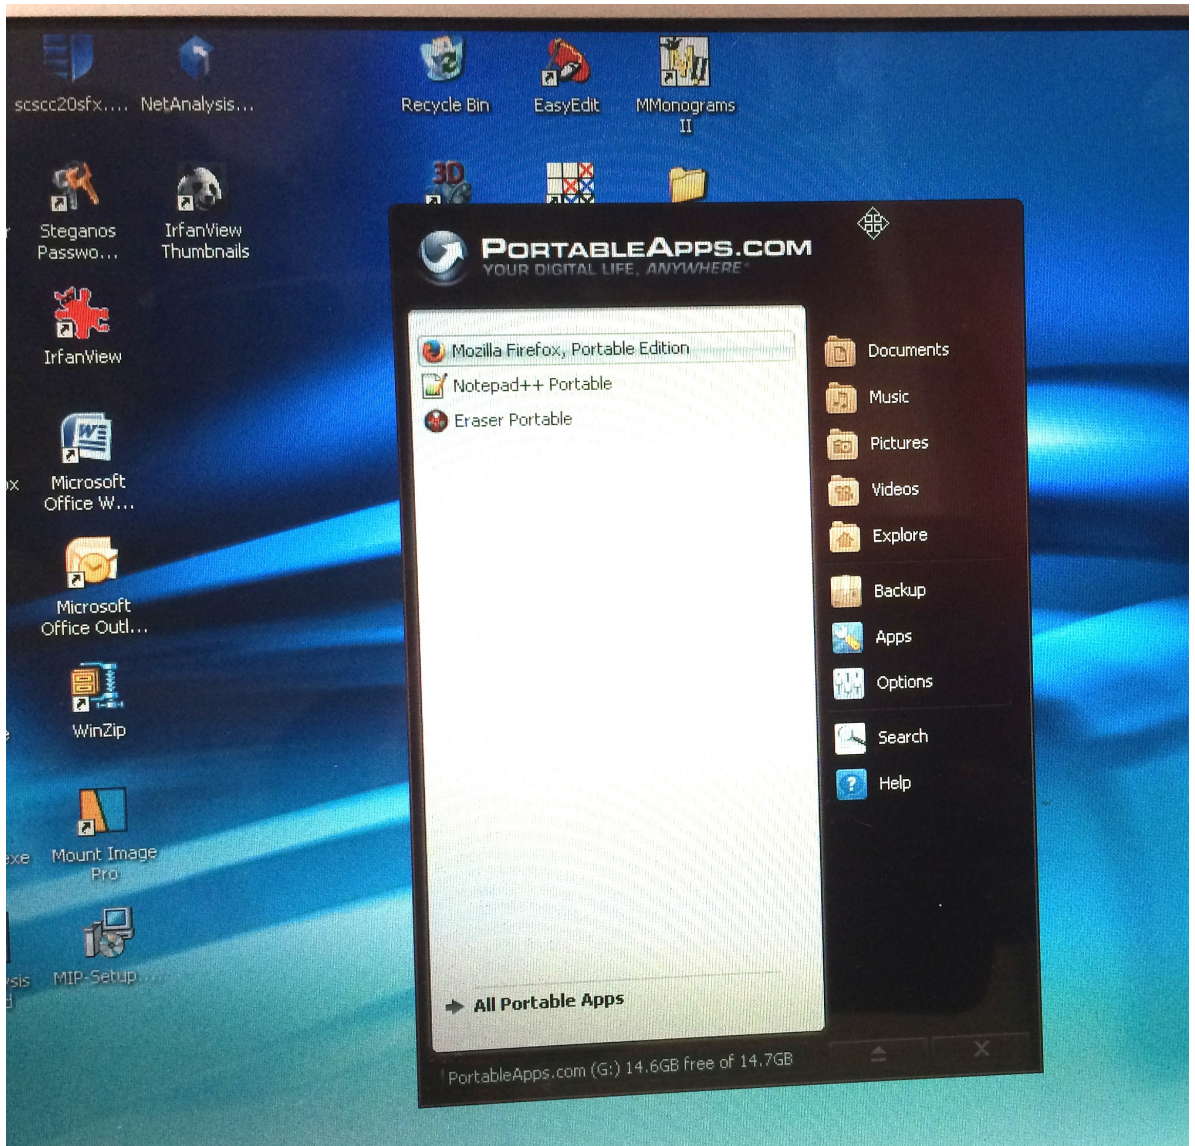 scscc20sfx....
NetAnalysis...
Recycle Bin
EasyEdit
MMonograms
II
Steganos
Passwo...
IrfanView
Thumbnails
3D
PORTABLEAPPS.COM
YOUR DIGITAL LIFE, ANYWHERE
IrfanView
Mozilla Firefox, Portable Edition
Notepad++ Portable
Eraser Portable
Documents
Music
Pictures
Videos
Explore
Backup
Apps
Options
Search
Help
Microsoft
Office W...
Microsoft
Office Outl...
WinZip
exe
Mount Image
Pro
ysis
MIP-Setup....
All Portable Apps
PortableApps.com (G:) 14.6GB free of 14.7GB